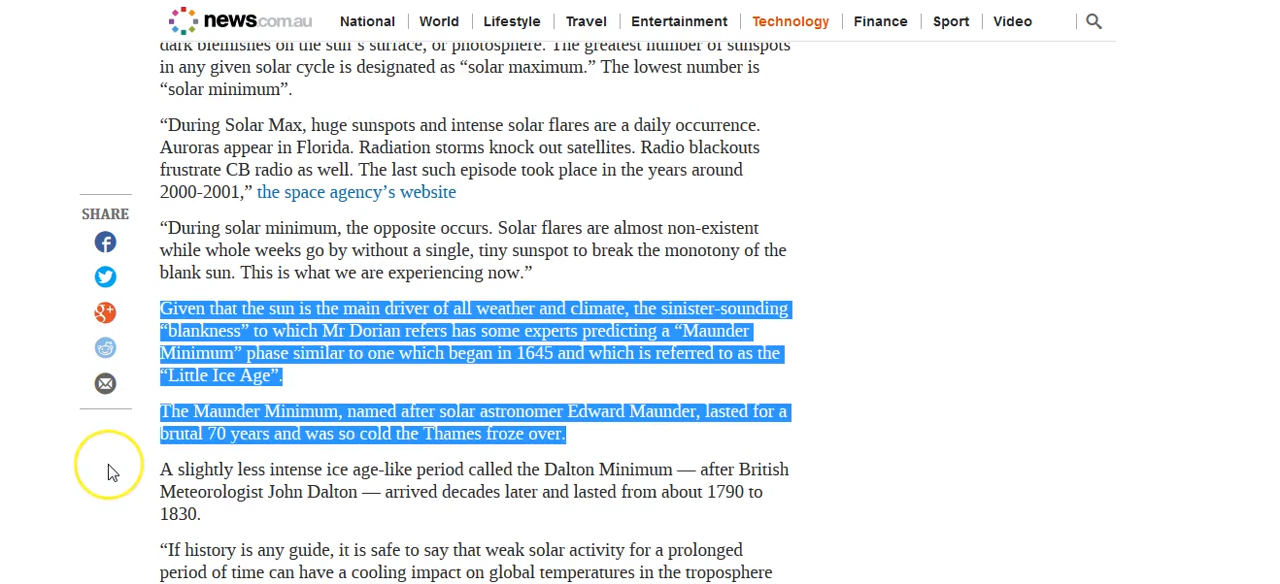 news.com.au
National
World
Lifestyle
Travel
Entertainment
Technology
Finance
Sport
Video
dark blemishes on the sun's surface, or photosphere. The greatest number of sunspots
in any given solar cycle is designated as “solar maximum.” The lowest number is
“solar minimum”.
“During Solar Max, huge sunspots and intense solar flares are a daily occurrence.
Auroras appear in Florida. Radiation storms knock out satellites. Radio blackouts
frustrate CB radio as well. The last such episode took place in the years around
2000-2001,” the space agency’s website
“During solar minimum, the opposite occurs. Solar flares are almost non-existent
while whole weeks go by without a single, tiny sunspot to break the monotony of the
blank sun. This is what we are experiencing now.”
SHARE
Given that the sun is the main driver of all weather and climate, the sinister-sounding
“blankness” to which Mr Dorian refers has some experts predicting a “Maunder
Minimum” phase similar to one which began in 1645 and which is referred to as the
“Little Ice Age”.
The Maunder Minimum, named after solar astronomer Edward Maunder, lasted for a
brutal 70 years and was so cold the Thames froze over.
A slightly less intense ice age-like period called the Dalton Minimum — after British
Meteorologist John Dalton — arrived decades later and lasted from about 1790 to
1830.
“If history is any guide, it is safe to say that weak solar activity for a prolonged
period of time can have a cooling impact on global temperatures in the troposphere